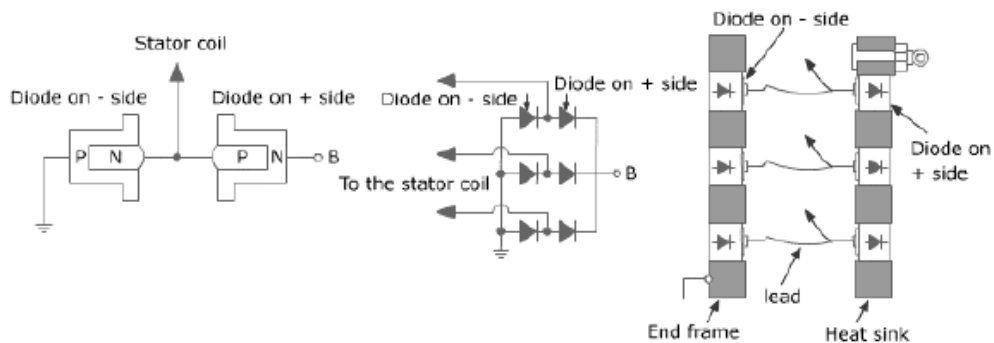 Stator coil
Diode on - side
Diode on + side
P
N
P
N
B
Diode on - side
Diode on + side
B
To the stator coil
Diode on - side
Diode on
+ side
lead
End frame
Heat sink